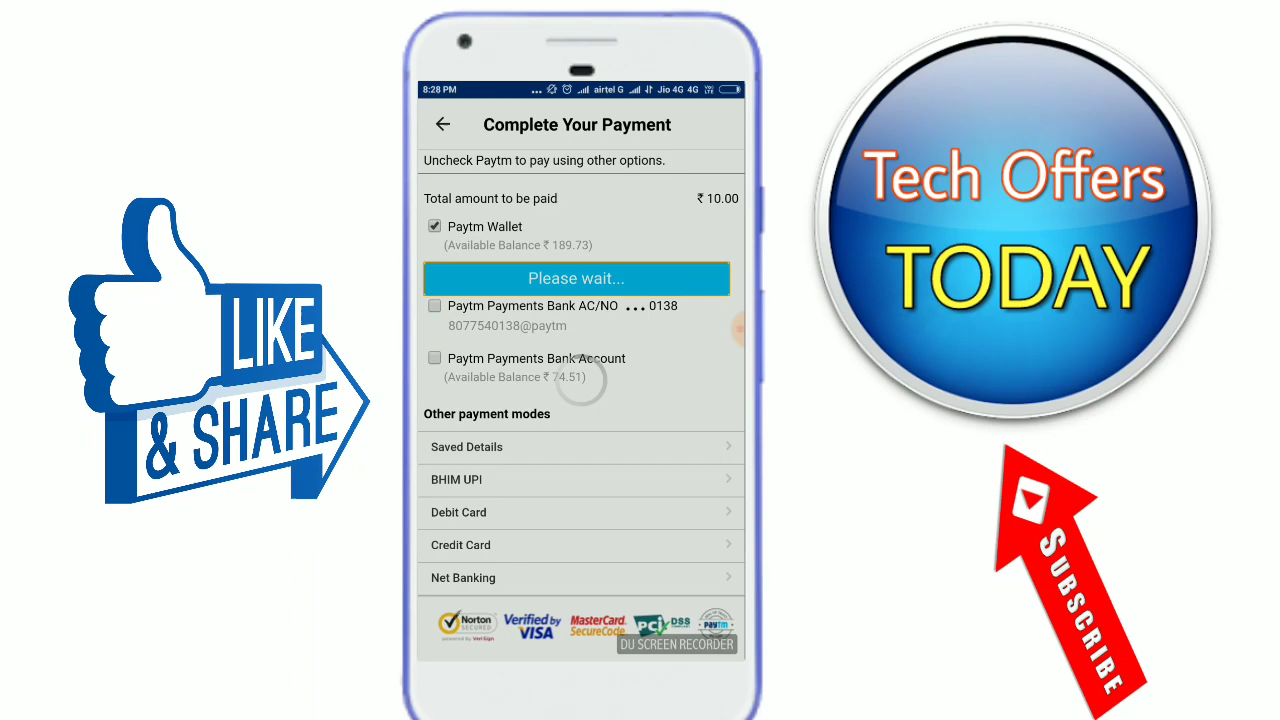 LIKE
& SHARE
8:28 PM ... airtel G Jio 4G 4G
Complete Your Payment
Uncheck Paytm to pay using other options.
Total amount to be paid ₹ 10.00
Paytm Wallet
(Available Balance ₹ 189.73)
Please wait...
Paytm Payments Bank AC/NO ... 0138
8077540138@paytm
Paytm Payments Bank Account
(Available Balance ₹ 74.51)
Other payment modes
Saved Details
BHIM UPI
Debit Card
Credit Card
Net Banking
Norton
SECURED
powered by VeriSign
Verified by
VISA
MasterCard.
SecureCode.
PCI DSS
paytm
DU SCREEN RECORDER
Tech Offers
TODAY
SUBSCRIBE